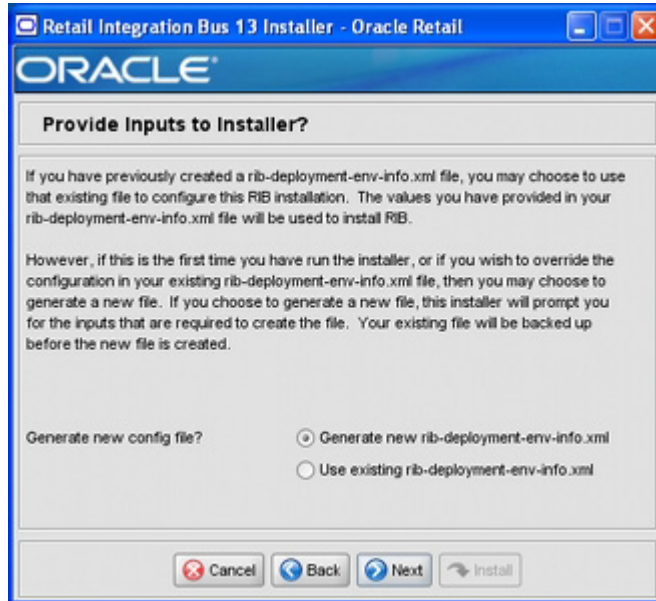 Retail Integration Bus 13 Installer - Oracle Retail
ORACLE
Provide Inputs to Installer?
If you have previously created a rib-deployment-env-info.xml file, you may choose to use
that existing file to configure this RIB installation. The values you have provided in your
rib-deployment-env-info.xml file will be used to install RIB.
However, if this is the first time you have run the installer, or if you wish to override the
configuration in your existing rib-deployment-env-info.xml file, then you may choose to
generate a new file. If you choose to generate a new file, this installer will prompt you
for the inputs that are required to create the file. Your existing file will be backed up
before the new file is created.
Generate new config file?
Generate new rib-deployment-env-info.xml
Use existing rib-deployment-env-info.xml
Cancel Back Next Install